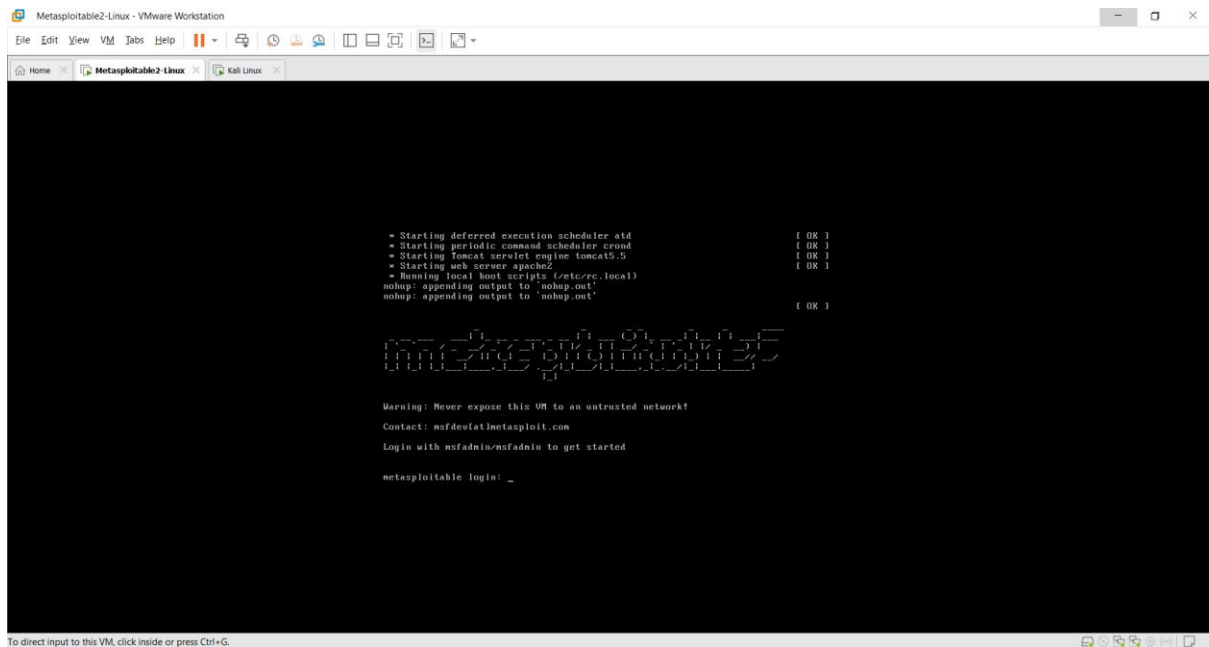 Metasploitable2-Linux - VMware Workstation
File Edit View VM Tabs Help
Home Metasploitable2-Linux Kali Linux
* Starting deferred execution scheduler atd [ OK ]
* Starting periodic command scheduler crond [ OK ]
* Starting Tomcat servlet engine tomcat5.5 [ OK ]
* Starting web server apache2 [ OK ]
* Running local boot scripts (/etc/rc.local)
nohup: appending output to `nohup.out'
nohup: appending output to `nohup.out'
[ OK ]
metasploitable2
Warning: Never expose this VM to an untrusted network!
Contact: msfdev[at]metasploit.com
Login with msfadmin/msfadmin to get started
metasploitable login: _
To direct input to this VM, click inside or press Ctrl+G.